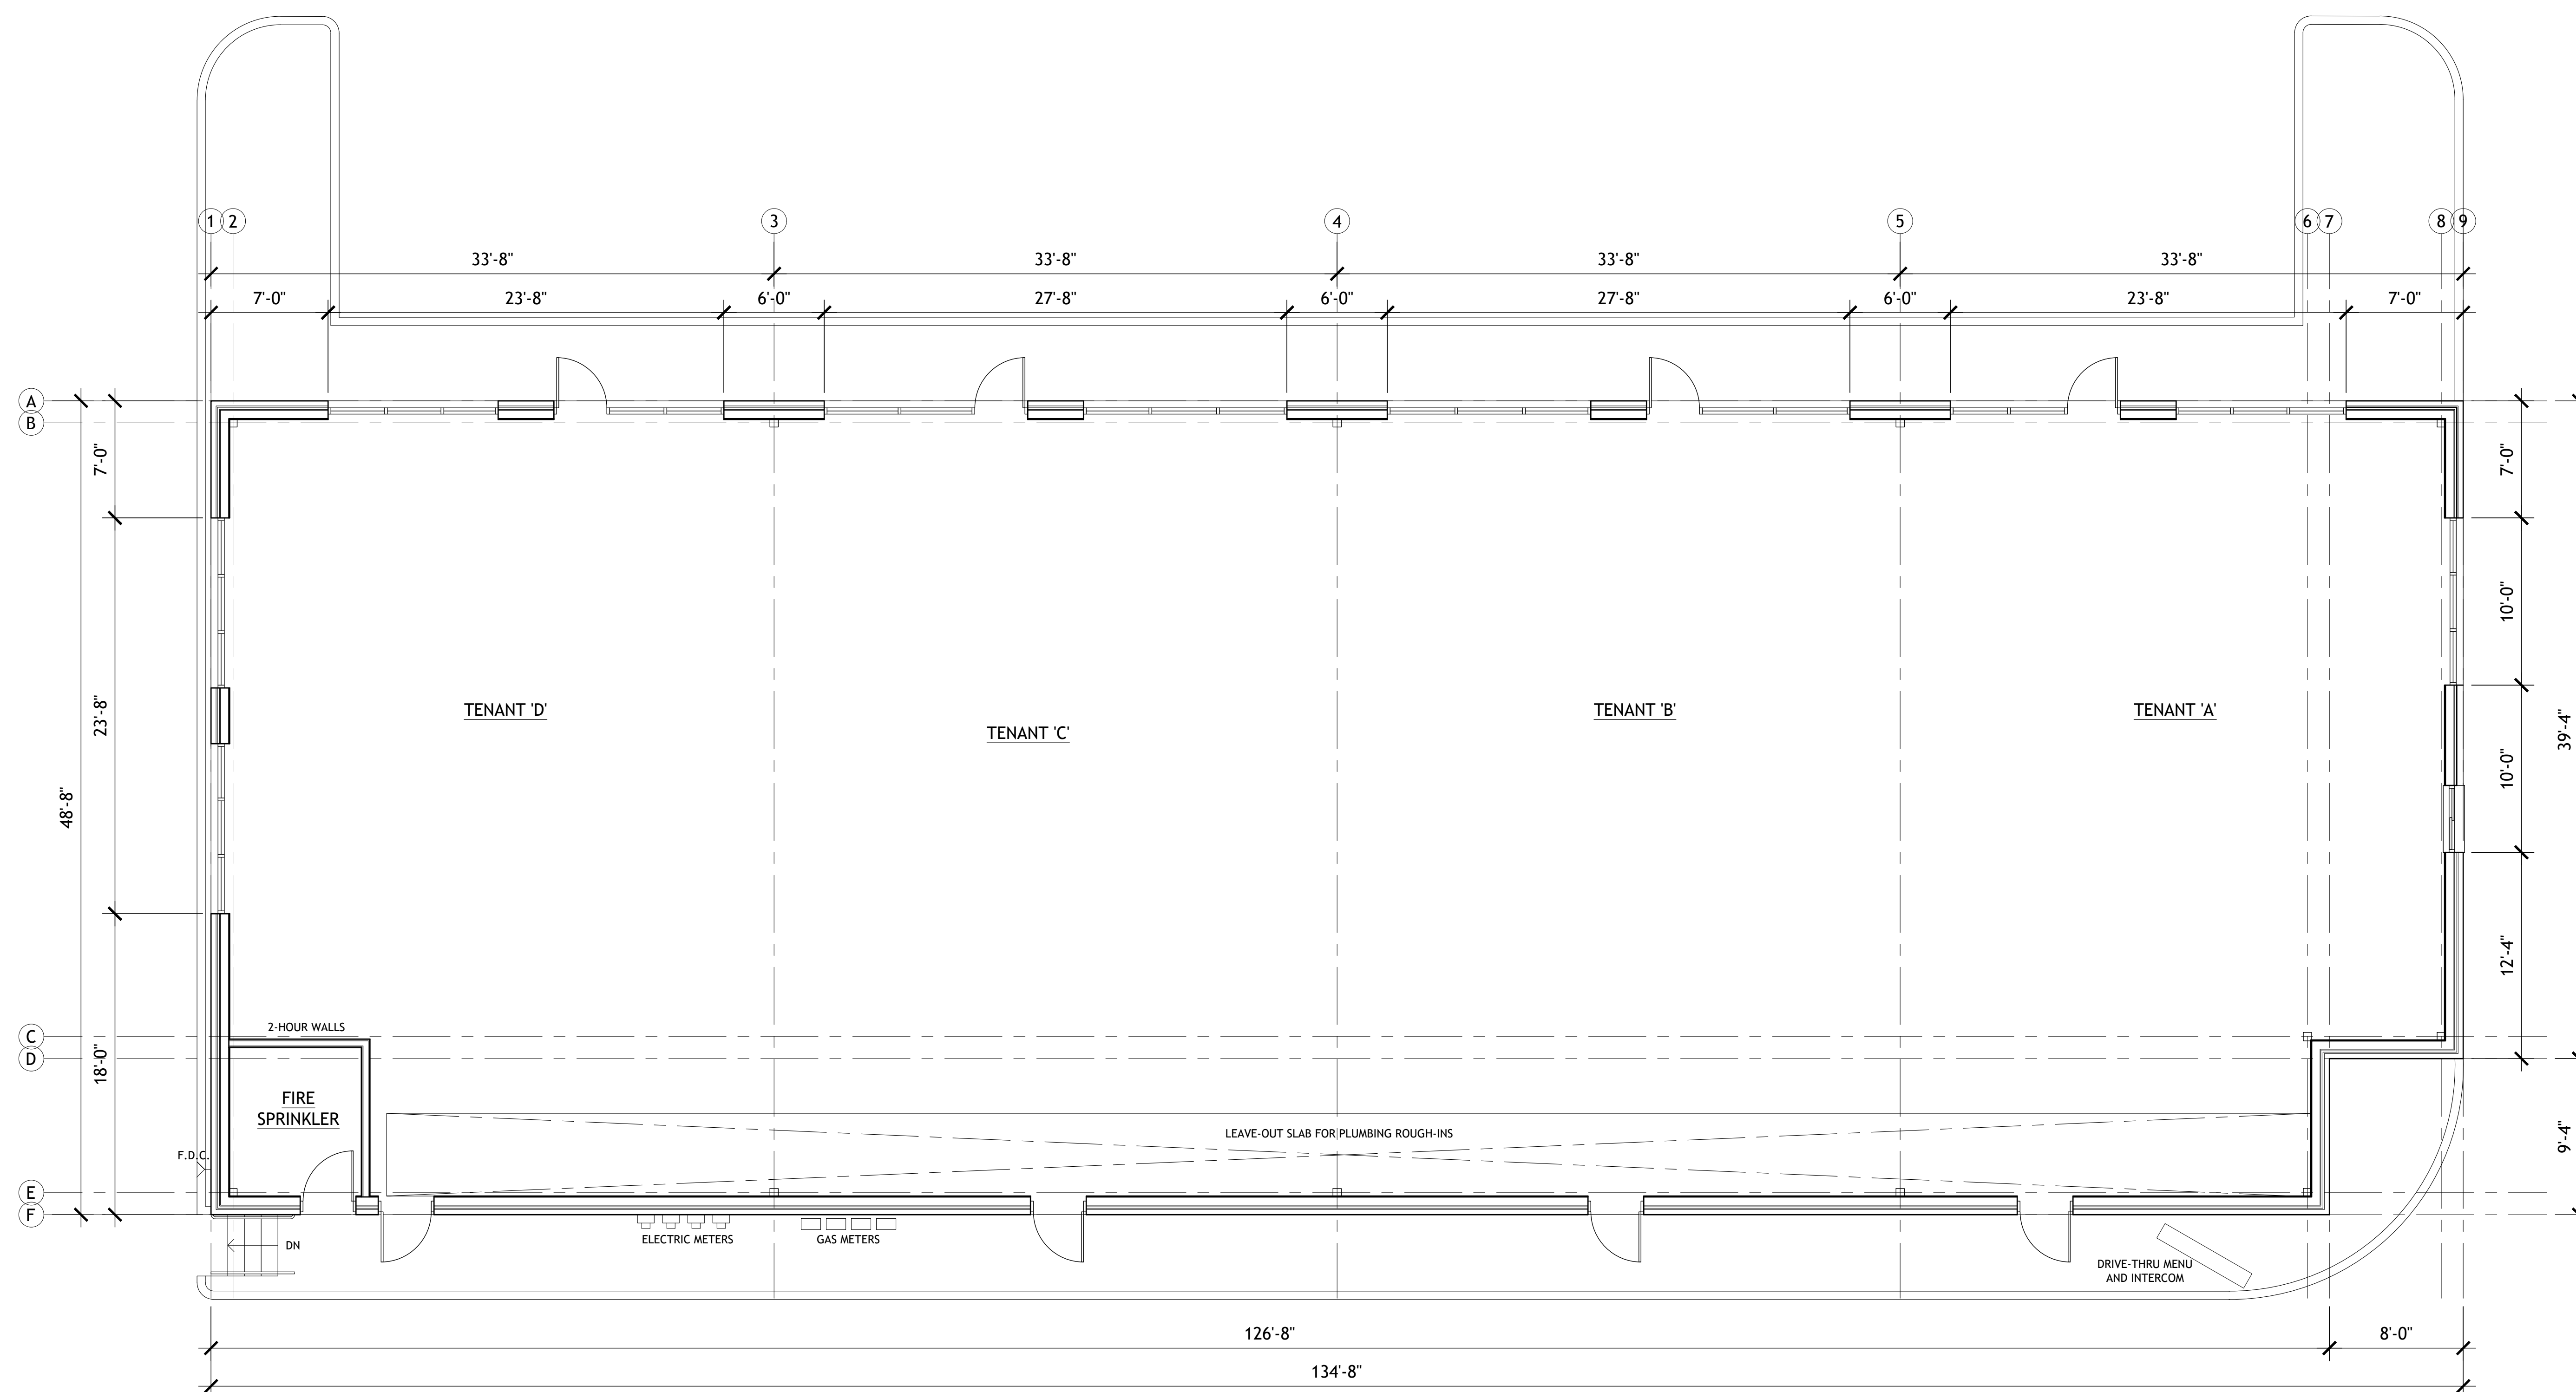 1 2 3 4 5 6 7 8 9
33'-8" 33'-8" 33'-8" 33'-8"
7'-0" 23'-8" 6'-0" 27'-8" 6'-0" 27'-8" 6'-0" 23'-8" 7'-0"
A
B
7'-0"
7'-0"
10'-0"
23'-8"
TENANT 'D'
TENANT 'C'
TENANT 'B'
TENANT 'A'
39'-4"
10'-0"
48'-8"
12'-4"
2-HOUR WALLS
C
D
18'-0"
FIRE
SPRINKLER
LEAVE-OUT SLAB FOR PLUMBING ROUGH-INS
9'-4"
F.D.C.
E
F
DN
ELECTRIC METERS
GAS METERS
DRIVE-THRU MENU
AND INTERCOM
126'-8"
8'-0"
134'-8"